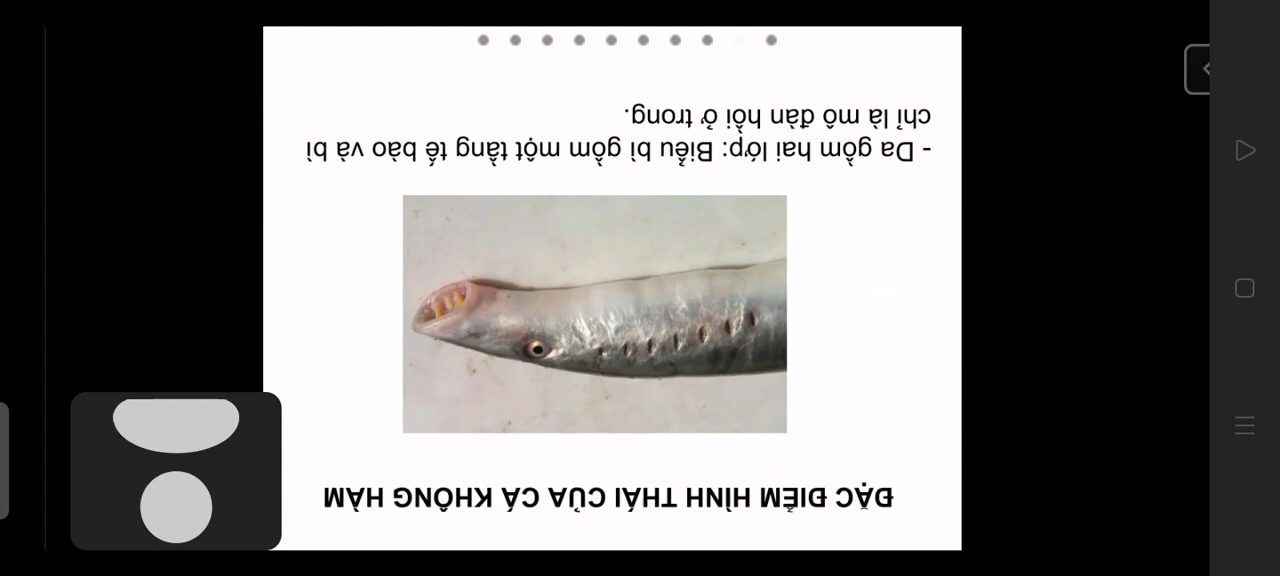 ĐẶC ĐIỂM HÌNH THÁI CỦA CÁ KHÔNG HÀM
- Da gồm hai lớp: Biểu bì gồm một tầng tế bào và bì
chỉ là mô đàn hồi ở trong.